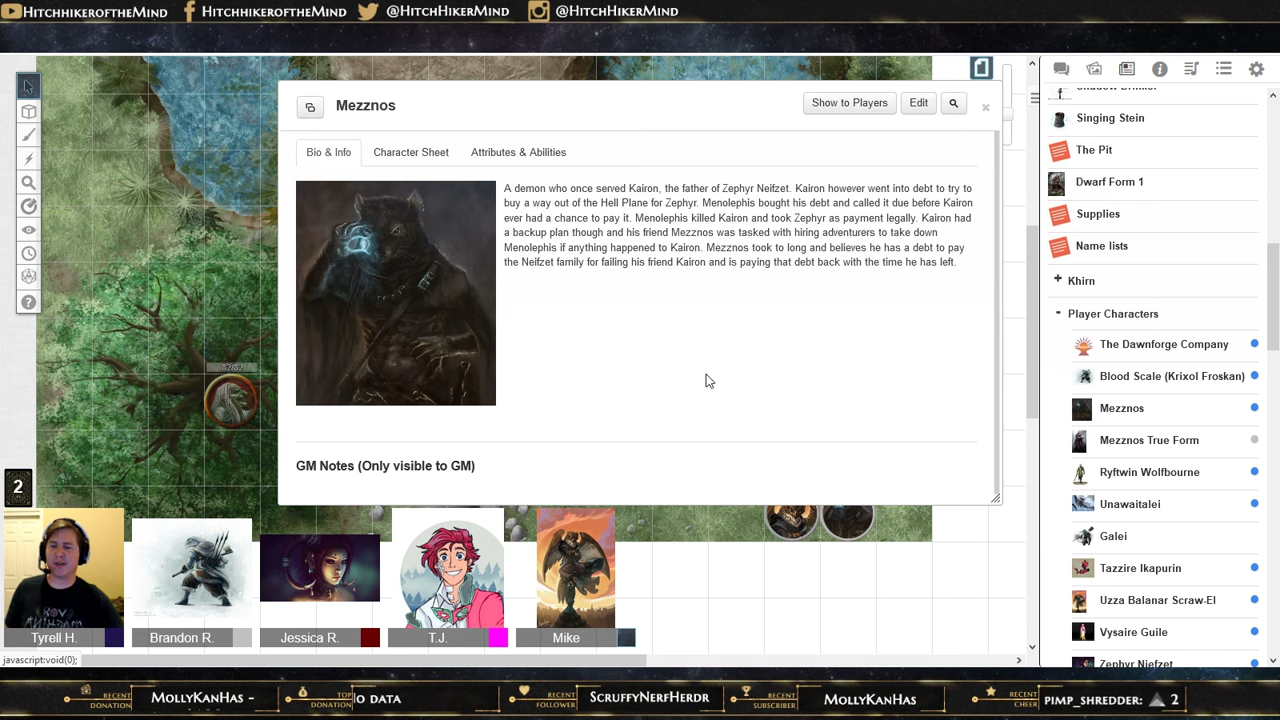 HitchhikeroftheMind
HitchhikeroftheMind
@HitchHikerMind
@HitchHikerMind
Mezznos
Show to Players
Edit
Bio & Info
Character Sheet
Attributes & Abilities
A demon who once served Kairon, the father of Zephyr Neifzet. Kairon however went into debt to try to
buy a way out of the Hell Plane for Zephyr. Menolephis bought his debt and called it due before Kairon
ever had a chance to pay it. Menolephis killed Kairon and took Zephyr as payment legally. Kairon had
a backup plan though and his friend Mezznos was tasked with hiring adventurers to take down
Menolephis if anything happened to Kairon. Mezznos took to long and believes he has a debt to pay
the Neifzet family for failing his friend Kairon and is paying that debt back with the time he has left.
GM Notes (Only visible to GM)
Singing Stein
The Pit
Dwarf Form 1
Supplies
Name lists
+ Khirn
- Player Characters
The Dawnforge Company
Blood Scale (Krixol Froskan)
Mezznos
Mezznos True Form
Ryftwin Wolfbourne
Unawaitalei
Galei
Tazzire Ikapurin
Uzza Balanar Scraw-El
Vysaire Guile
Zephyr Niefzet
2
Tyrell H.
Brandon R.
Jessica R.
T.J.
Mike
javascript:void(0);
Recent Donation
MollyKanHas -
Top Donation
o data
Recent Follower
ScruffyNerfHerdr
Recent Subscriber
MollyKanHas
Recent Cheer
pimp_shredder: 2